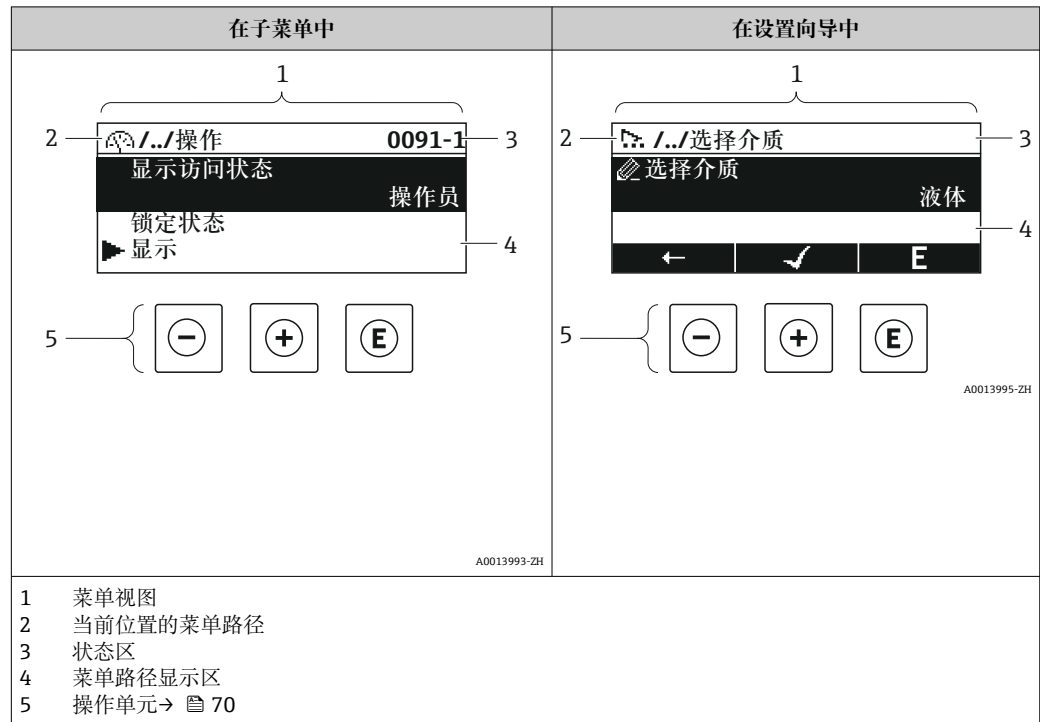 在子菜单中
在设置向导中
1
2
/../操作 0091-1
3
显示访问状态
操作员
锁定状态
显示
4
5
- + E
A0013993-ZH
1
2
/../选择介质
3
选择介质
液体
4
← ✓ E
5
- + E
A0013995-ZH
1 菜单视图
2 当前位置的菜单路径
3 状态区
4 菜单路径显示区
5 操作单元→ 70